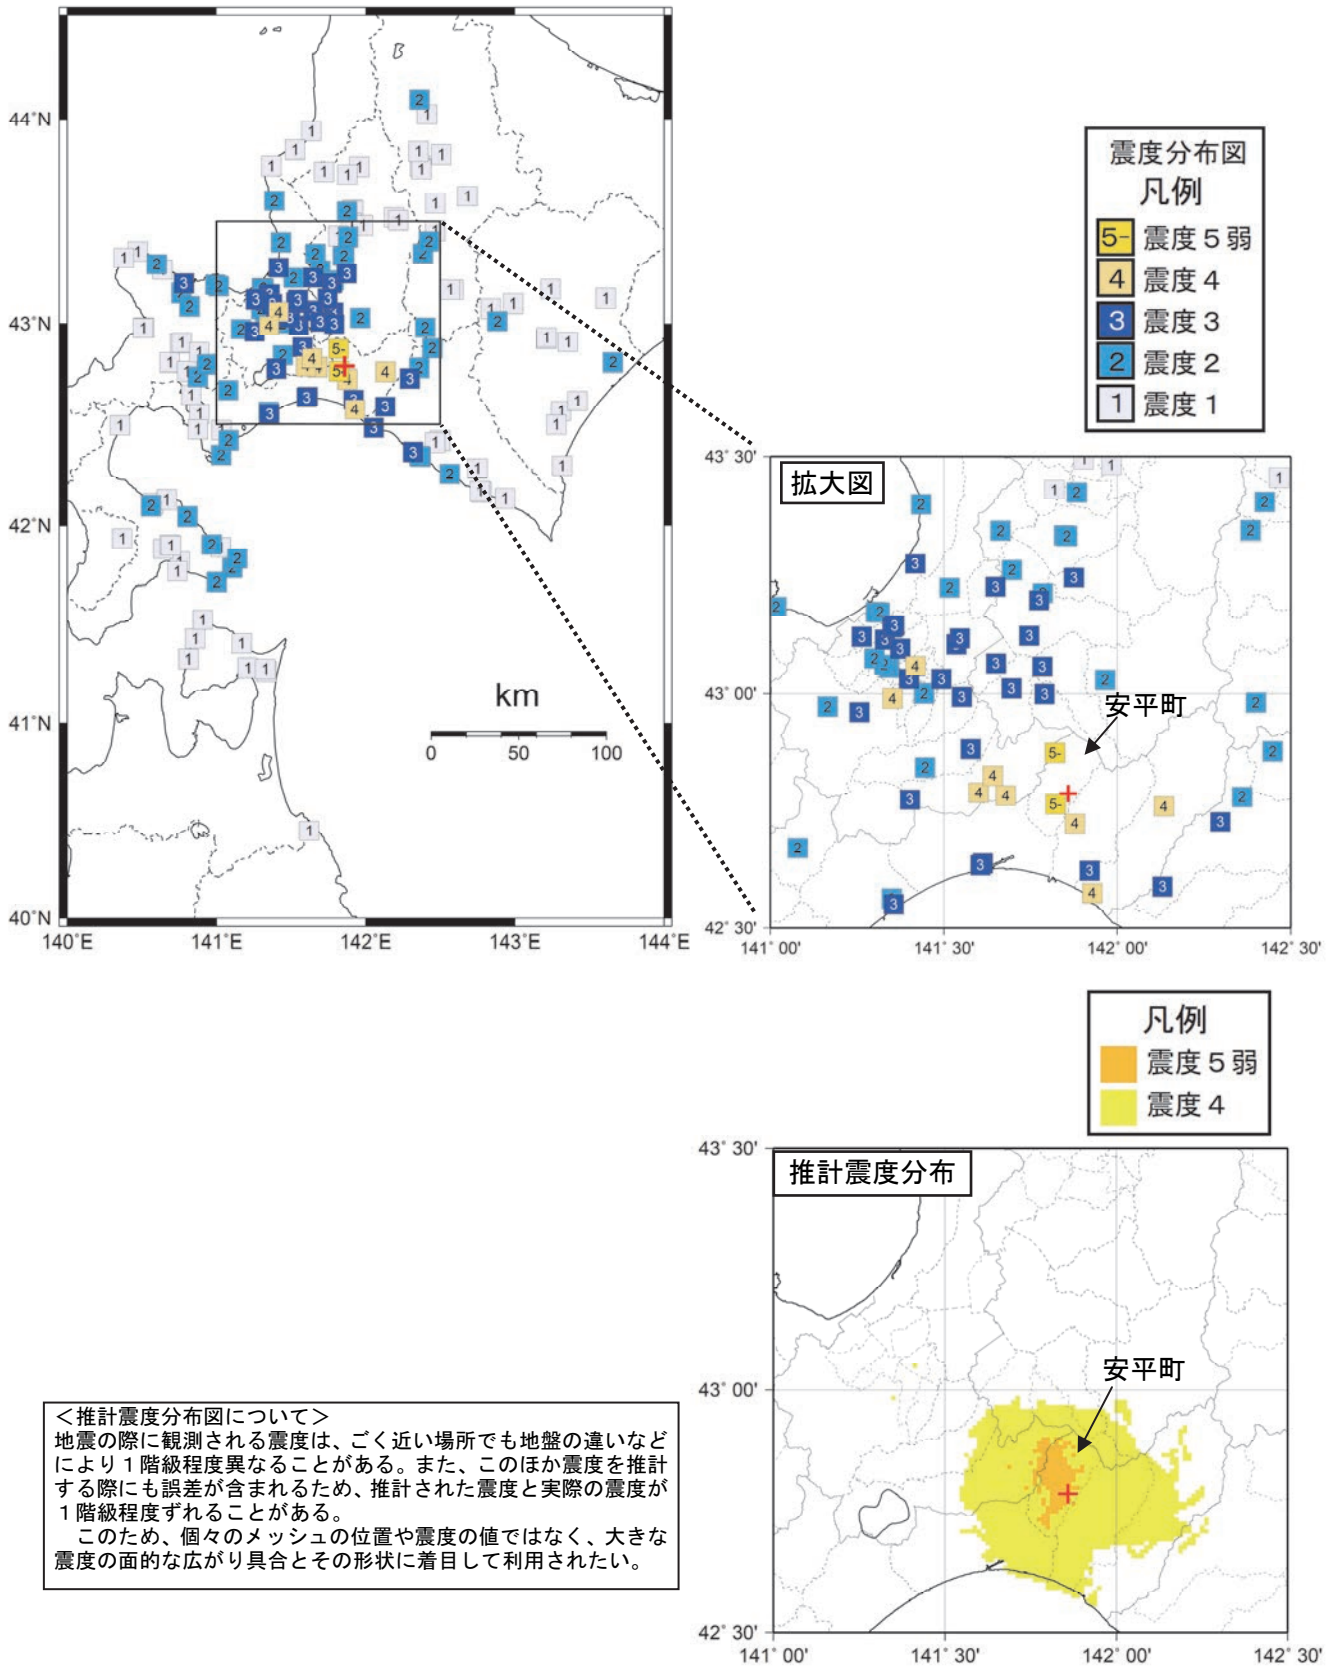 44°N
43°N
42°N
41°N
40°N
140°E
141°E
142°E
143°E
144°E
km
0 50 100
震度分布図
凡例
5- 震度５弱
4 震度４
3 震度３
2 震度２
1 震度１
拡大図
安平町
43° 30'
43° 00'
42° 30'
141° 00'
141° 30'
142° 00'
142° 30'
凡例
震度５弱
震度４
推計震度分布
安平町
43° 30'
43° 00'
42° 30'
141° 00'
141° 30'
142° 00'
142° 30'
＜推計震度分布図について＞
地震の際に観測される震度は、ごく近い場所でも地盤の違いなど
により１階級程度異なることがある。また、このほか震度を推計
する際にも誤差が含まれるため、推計された震度と実際の震度が
１階級程度ずれることがある。
　このため、個々のメッシュの位置や震度の値ではなく、大きな
震度の面的な広がり具合とその形状に着目して利用されたい。